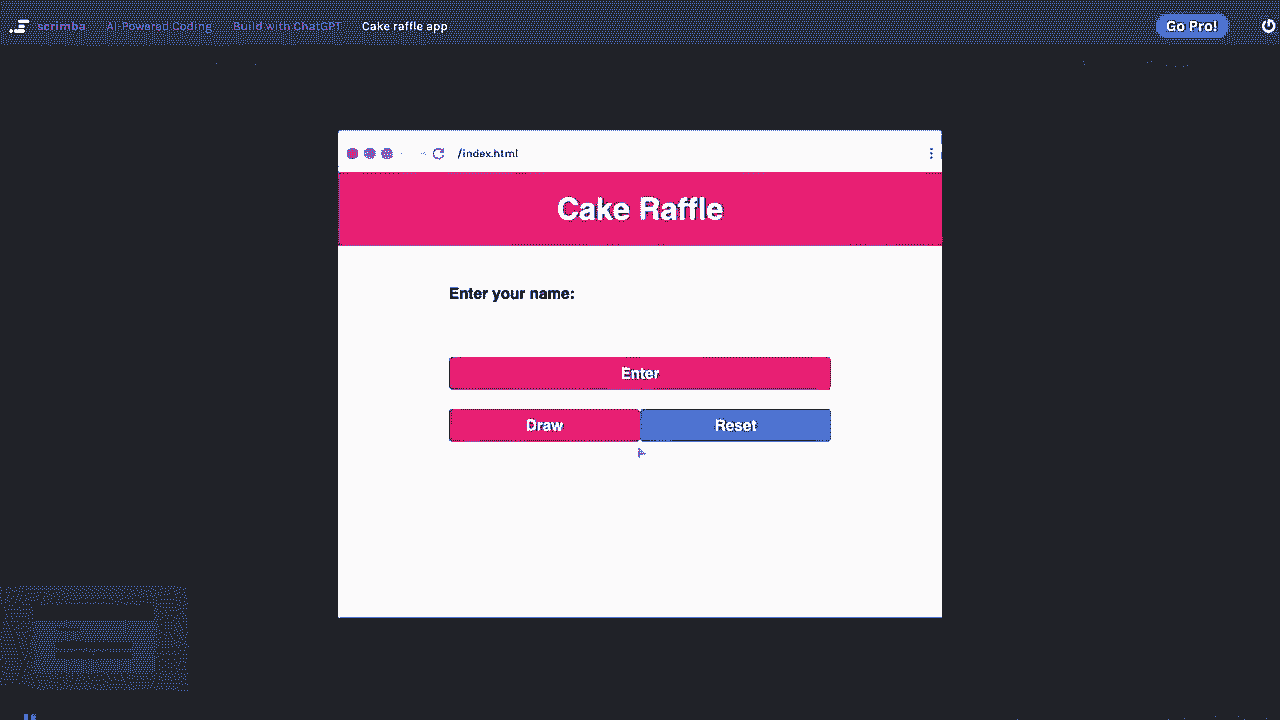 scrimba AI-Powered Coding Build with ChatGPT Cake raffle app Go Pro!
/index.html
Cake Raffle
Enter your name:
Enter
Draw Reset